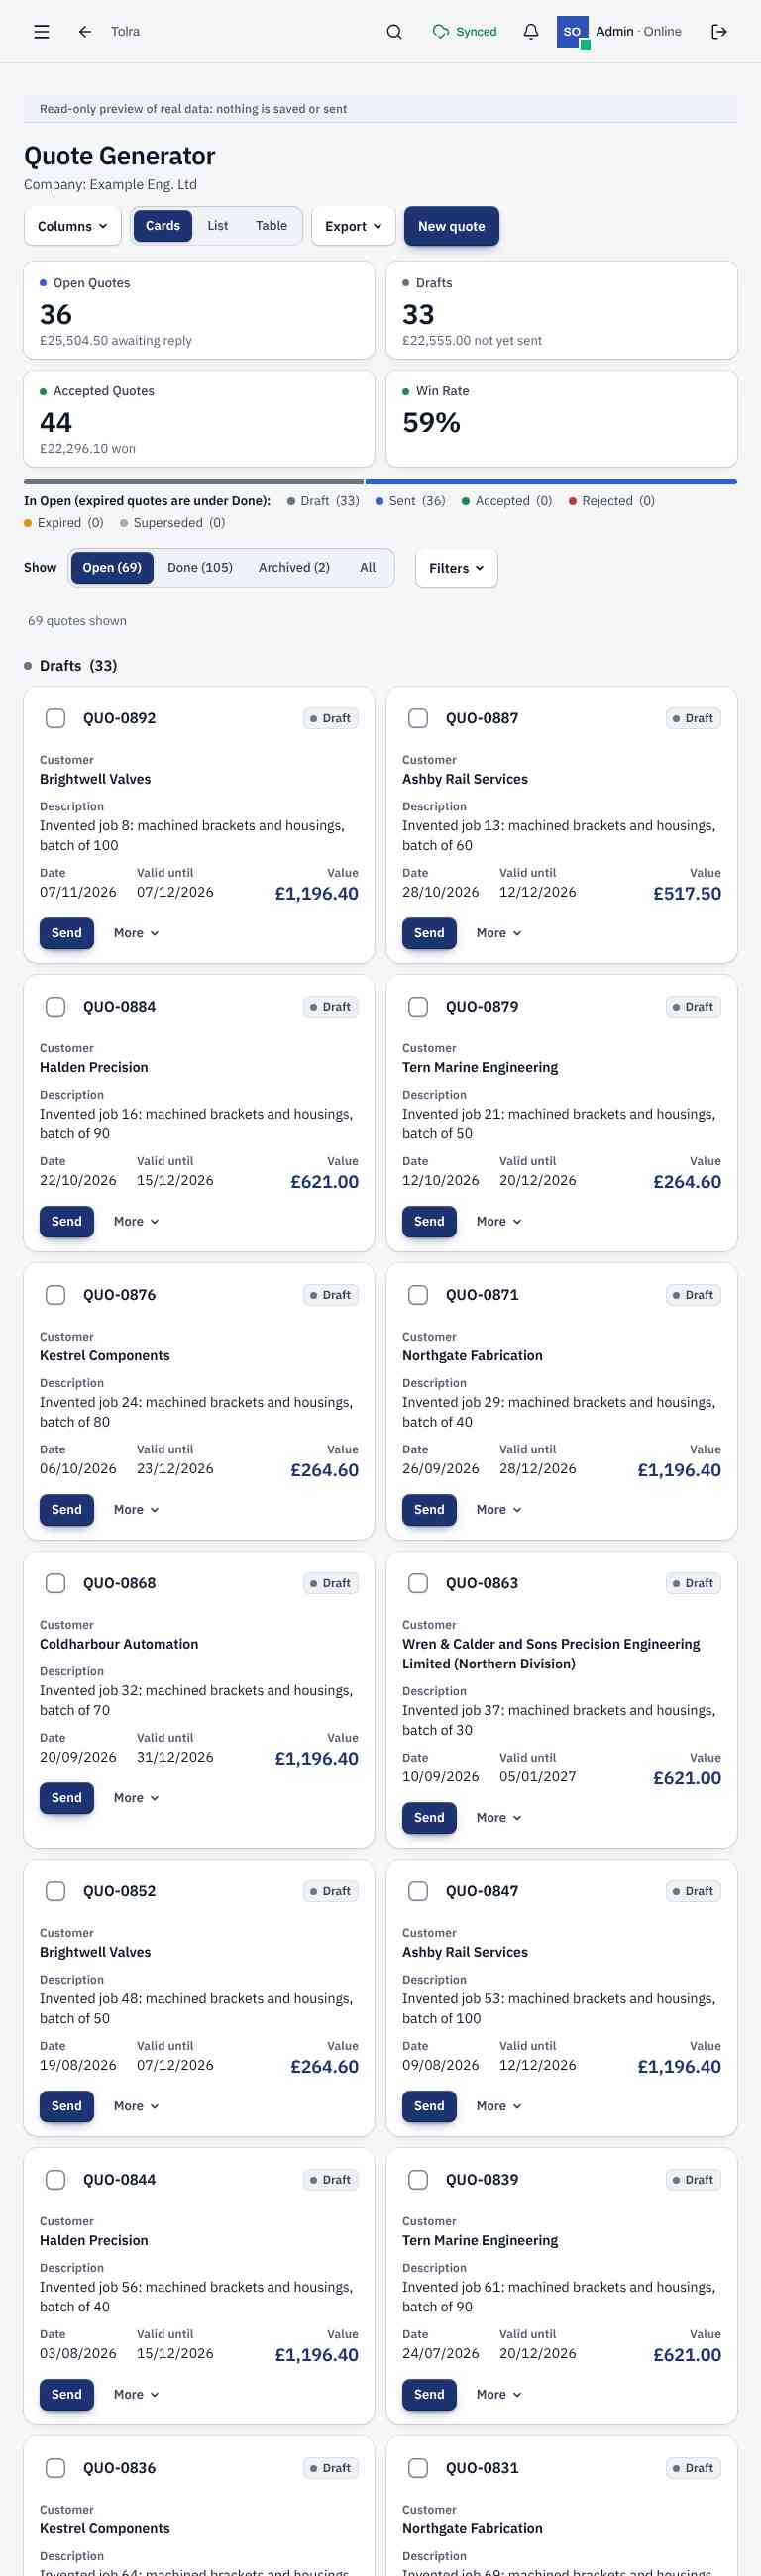 Tolra
Synced
SO
Admin · Online
Read-only preview of real data: nothing is saved or sent
Quote Generator
Company: Example Eng. Ltd
Columns
Cards
List
Table
Export
New quote
Open Quotes
36
£25,504.50 awaiting reply
Drafts
33
£22,555.00 not yet sent
Accepted Quotes
44
£22,296.10 won
Win Rate
59%
In Open (expired quotes are under Done): Draft (33) Sent (36) Accepted (0) Rejected (0)
Expired (0) Superseded (0)
Show
Open (69)
Done (105)
Archived (2)
All
Filters
69 quotes shown
Drafts (33)
QUO-0892
Draft
Customer
Brightwell Valves
Description
Invented job 8: machined brackets and housings,
batch of 100
Date Valid until Value
07/11/2026 07/12/2026 £1,196.40
Send More
QUO-0887
Draft
Customer
Ashby Rail Services
Description
Invented job 13: machined brackets and housings,
batch of 60
Date Valid until Value
28/10/2026 12/12/2026 £517.50
Send More
QUO-0884
Draft
Customer
Halden Precision
Description
Invented job 16: machined brackets and housings,
batch of 90
Date Valid until Value
22/10/2026 15/12/2026 £621.00
Send More
QUO-0879
Draft
Customer
Tern Marine Engineering
Description
Invented job 21: machined brackets and housings,
batch of 50
Date Valid until Value
12/10/2026 20/12/2026 £264.60
Send More
QUO-0876
Draft
Customer
Kestrel Components
Description
Invented job 24: machined brackets and housings,
batch of 80
Date Valid until Value
06/10/2026 23/12/2026 £264.60
Send More
QUO-0871
Draft
Customer
Northgate Fabrication
Description
Invented job 29: machined brackets and housings,
batch of 40
Date Valid until Value
26/09/2026 28/12/2026 £1,196.40
Send More
QUO-0868
Draft
Customer
Coldharbour Automation
Description
Invented job 32: machined brackets and housings,
batch of 70
Date Valid until Value
20/09/2026 31/12/2026 £1,196.40
Send More
QUO-0863
Draft
Customer
Wren & Calder and Sons Precision Engineering
Limited (Northern Division)
Description
Invented job 37: machined brackets and housings,
batch of 30
Date Valid until Value
10/09/2026 05/01/2027 £621.00
Send More
QUO-0852
Draft
Customer
Brightwell Valves
Description
Invented job 48: machined brackets and housings,
batch of 50
Date Valid until Value
19/08/2026 07/12/2026 £264.60
Send More
QUO-0847
Draft
Customer
Ashby Rail Services
Description
Invented job 53: machined brackets and housings,
batch of 100
Date Valid until Value
09/08/2026 12/12/2026 £1,196.40
Send More
QUO-0844
Draft
Customer
Halden Precision
Description
Invented job 56: machined brackets and housings,
batch of 40
Date Valid until Value
03/08/2026 15/12/2026 £1,196.40
Send More
QUO-0839
Draft
Customer
Tern Marine Engineering
Description
Invented job 61: machined brackets and housings,
batch of 90
Date Valid until Value
24/07/2026 20/12/2026 £621.00
Send More
QUO-0836
Draft
Customer
Kestrel Components
Description
Invented job 64: machined brackets and housings,
QUO-0831
Draft
Customer
Northgate Fabrication
Description
Invented job 69: machined brackets and housings,